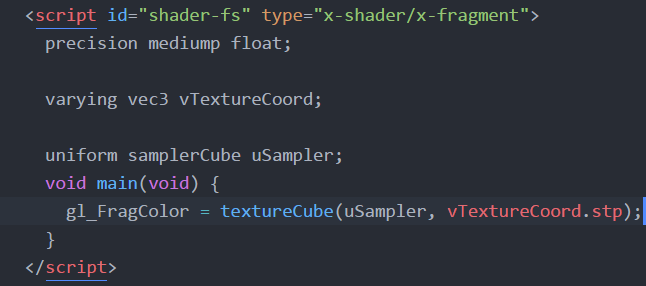 <script id="shader-fs" type="x-shader/x-fragment">
precision mediump float;
varying vec3 vTextureCoord;
uniform samplerCube uSampler;
void main(void) {
gl_FragColor = textureCube(uSampler, vTextureCoord.stp);
}
</script>